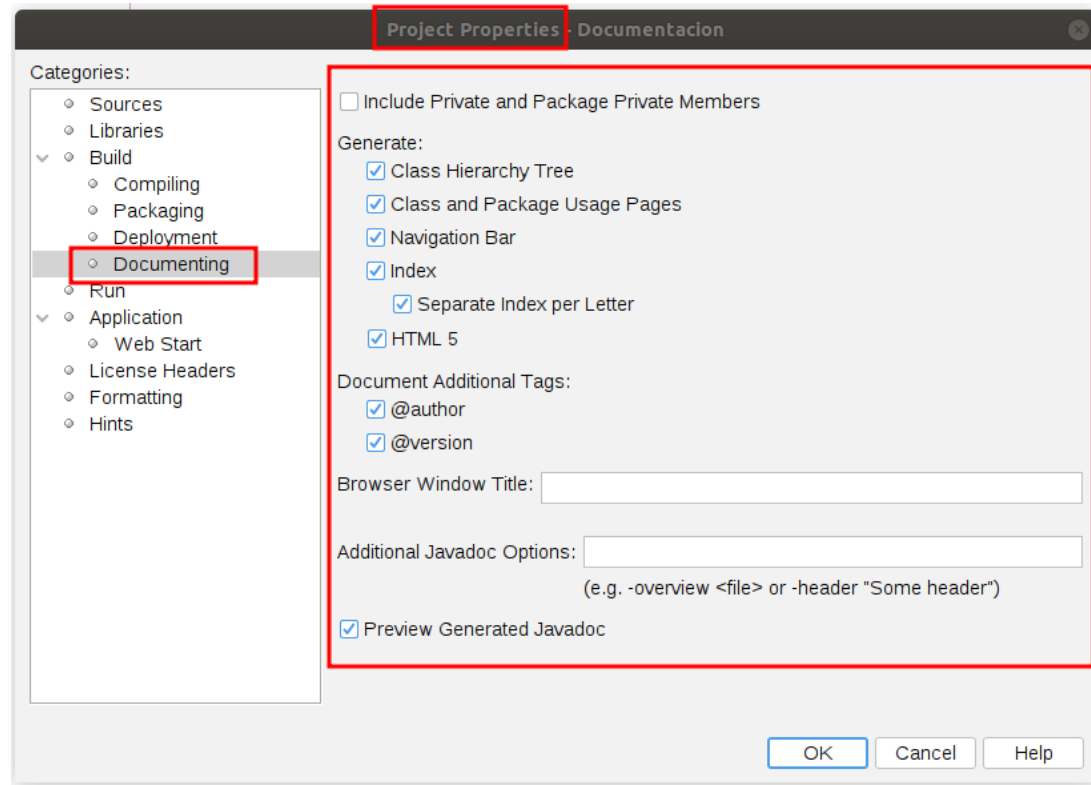 Project Properties - Documentacion
Categories:
Sources
Libraries
Build
Compiling
Packaging
Deployment
Documenting
Run
Application
Web Start
License Headers
Formatting
Hints
Include Private and Package Private Members
Generate:
Class Hierarchy Tree
Class and Package Usage Pages
Navigation Bar
Index
Separate Index per Letter
HTML 5
Document Additional Tags:
@author
@version
Browser Window Title:
Additional Javadoc Options:
(e.g. -overview <file> or -header "Some header")
Preview Generated Javadoc
OK Cancel Help